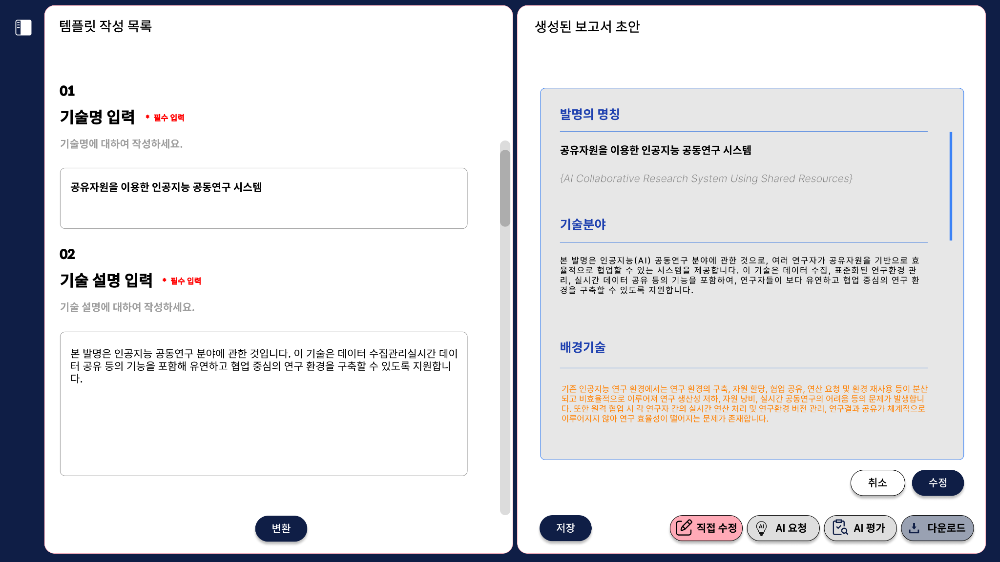 템플릿 작성 목록
01
기술명 입력 * 필수 입력
기술명에 대하여 작성하세요.
공유자원을 이용한 인공지능 공동연구 시스템
02
기술 설명 입력 * 필수 입력
기술 설명에 대하여 작성하세요.
본 발명은 인공지능 공동연구 분야에 관한 것입니다. 이 기술은 데이터 수집관리실시간 데이
터 공유 등의 기능을 포함해 유연하고 협업 중심의 연구 환경을 구축할 수 있도록 지원합니
다.
변환
생성된 보고서 초안
발명의 명칭
공유자원을 이용한 인공지능 공동연구 시스템
{AI Collaborative Research System Using Shared Resources}
기술분야
본 발명은 인공지능(AI) 공동연구 분야에 관한 것으로, 여러 연구자가 공유자원을 기반으로 효
율적으로 협업할 수 있는 시스템을 제공합니다. 이 기술은 데이터 수집, 표준화된 연구환경 관
리, 실시간 데이터 공유 등의 기능을 포함하여, 연구자들이 보다 유연하고 협업 중심의 연구 환
경을 구축할 수 있도록 지원합니다.
배경기술
기존 인공지능 연구 환경에서는 연구 환경의 구축, 자원 할당, 협업 공유, 연산 요청 및 환경 재사용 등이 분산
되고 비효율적으로 이루어져 연구 생산성 저하, 자원 낭비, 실시간 공동연구의 어려움 등의 문제가 발생합니
다. 또한 원격 협업 시 각 연구자 간의 실시간 연산 처리 및 연구환경 버전 관리, 연구결과 공유가 체계적으로
이루어지지 않아 연구 효율성이 떨어지는 문제가 존재합니다.
취소 수정
저장 직접 수정 AI AI 요청 AI 평가 다운로드